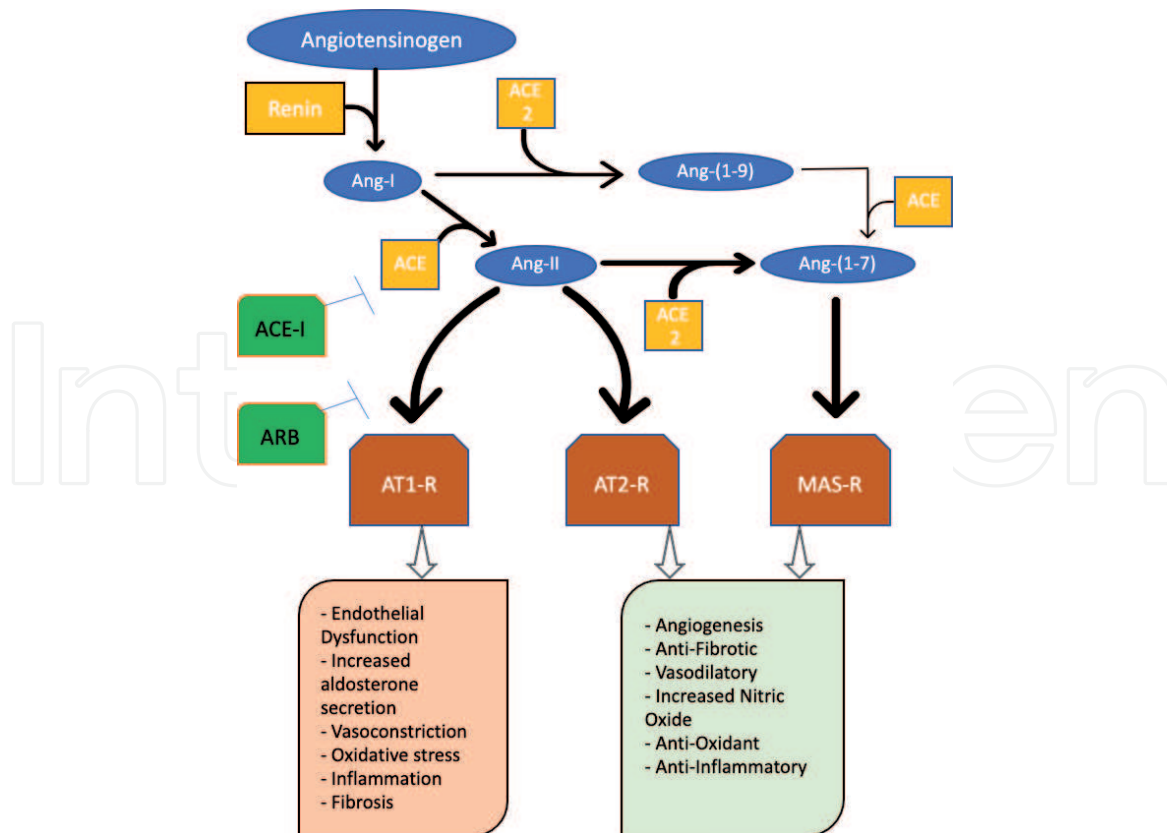 Angiotensinogen
Renin
ACE
2
Ang-I
Ang-(1-9)
ACE
ACE
Ang-II
Ang-(1-7)
ACE
2
ACE-I
ARB
AT1-R
AT2-R
MAS-R
- Endothelial
Dysfunction
- Increased
aldosterone
secretion
- Vasoconstriction
- Oxidative stress
- Inflammation
- Fibrosis
- Angiogenesis
- Anti-Fibrotic
- Vasodilatory
- Increased Nitric
Oxide
- Anti-Oxidant
- Anti-Inflammatory
Int
en